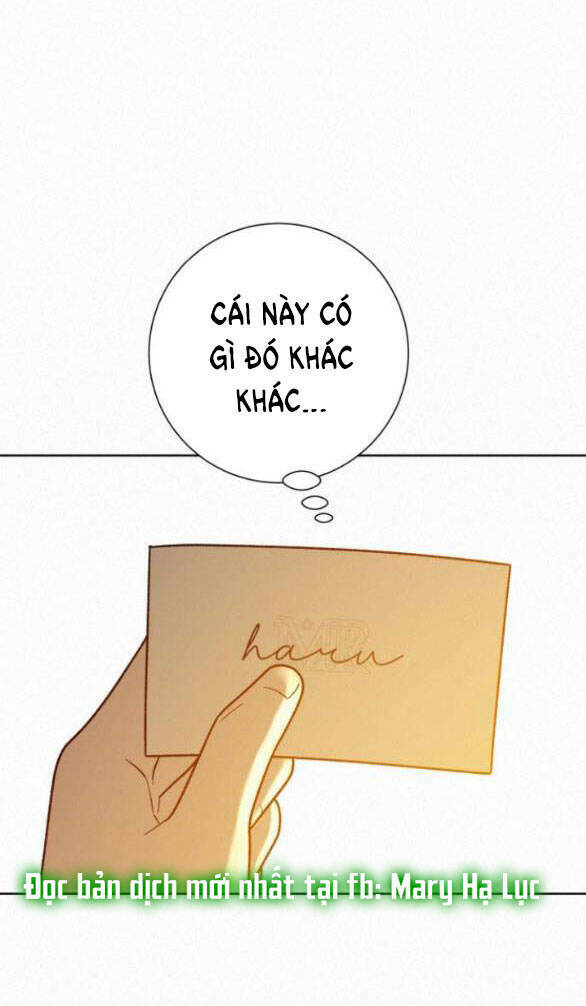 CÁI NÀY CÓ
GÌ ĐÓ KHÁC
KHÁC...
haru
Đọc bản dịch mới nhất tại fb: Mary Hạ Lục